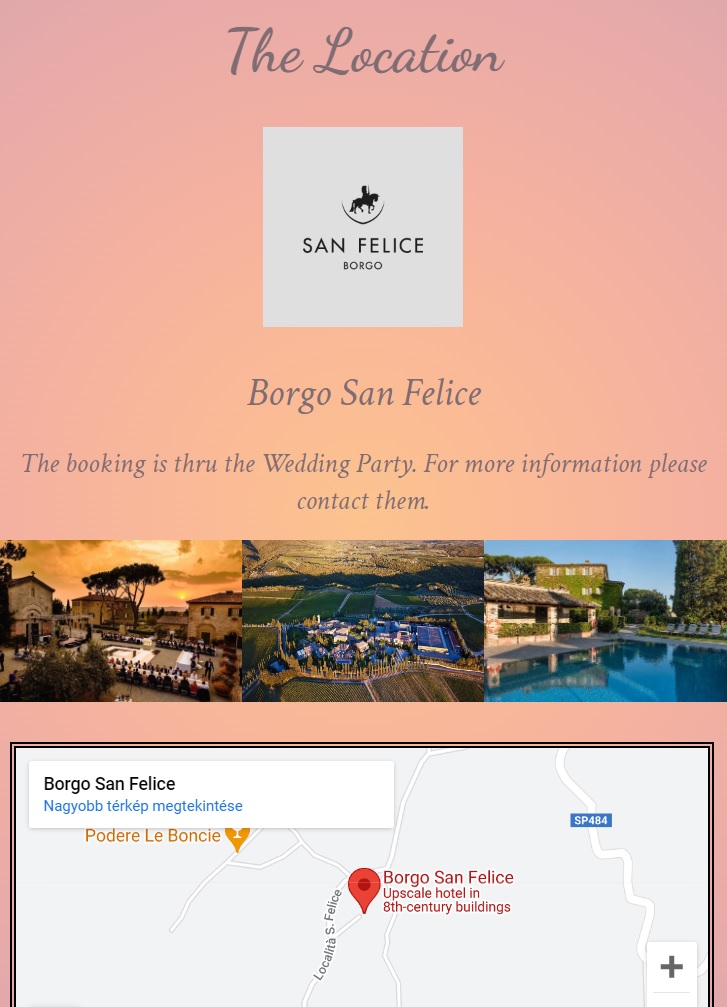 The Location
SAN FELICE
BORGO
Borgo San Felice
The booking is thru the Wedding Party. For more information please
contact them.
Borgo San Felice
Nagyobb térkép megtekintése
SP484
Podere Le Boncie
Borgo San Felice
Upscale hotel in
8th-century buildings
Località S. Felice
+